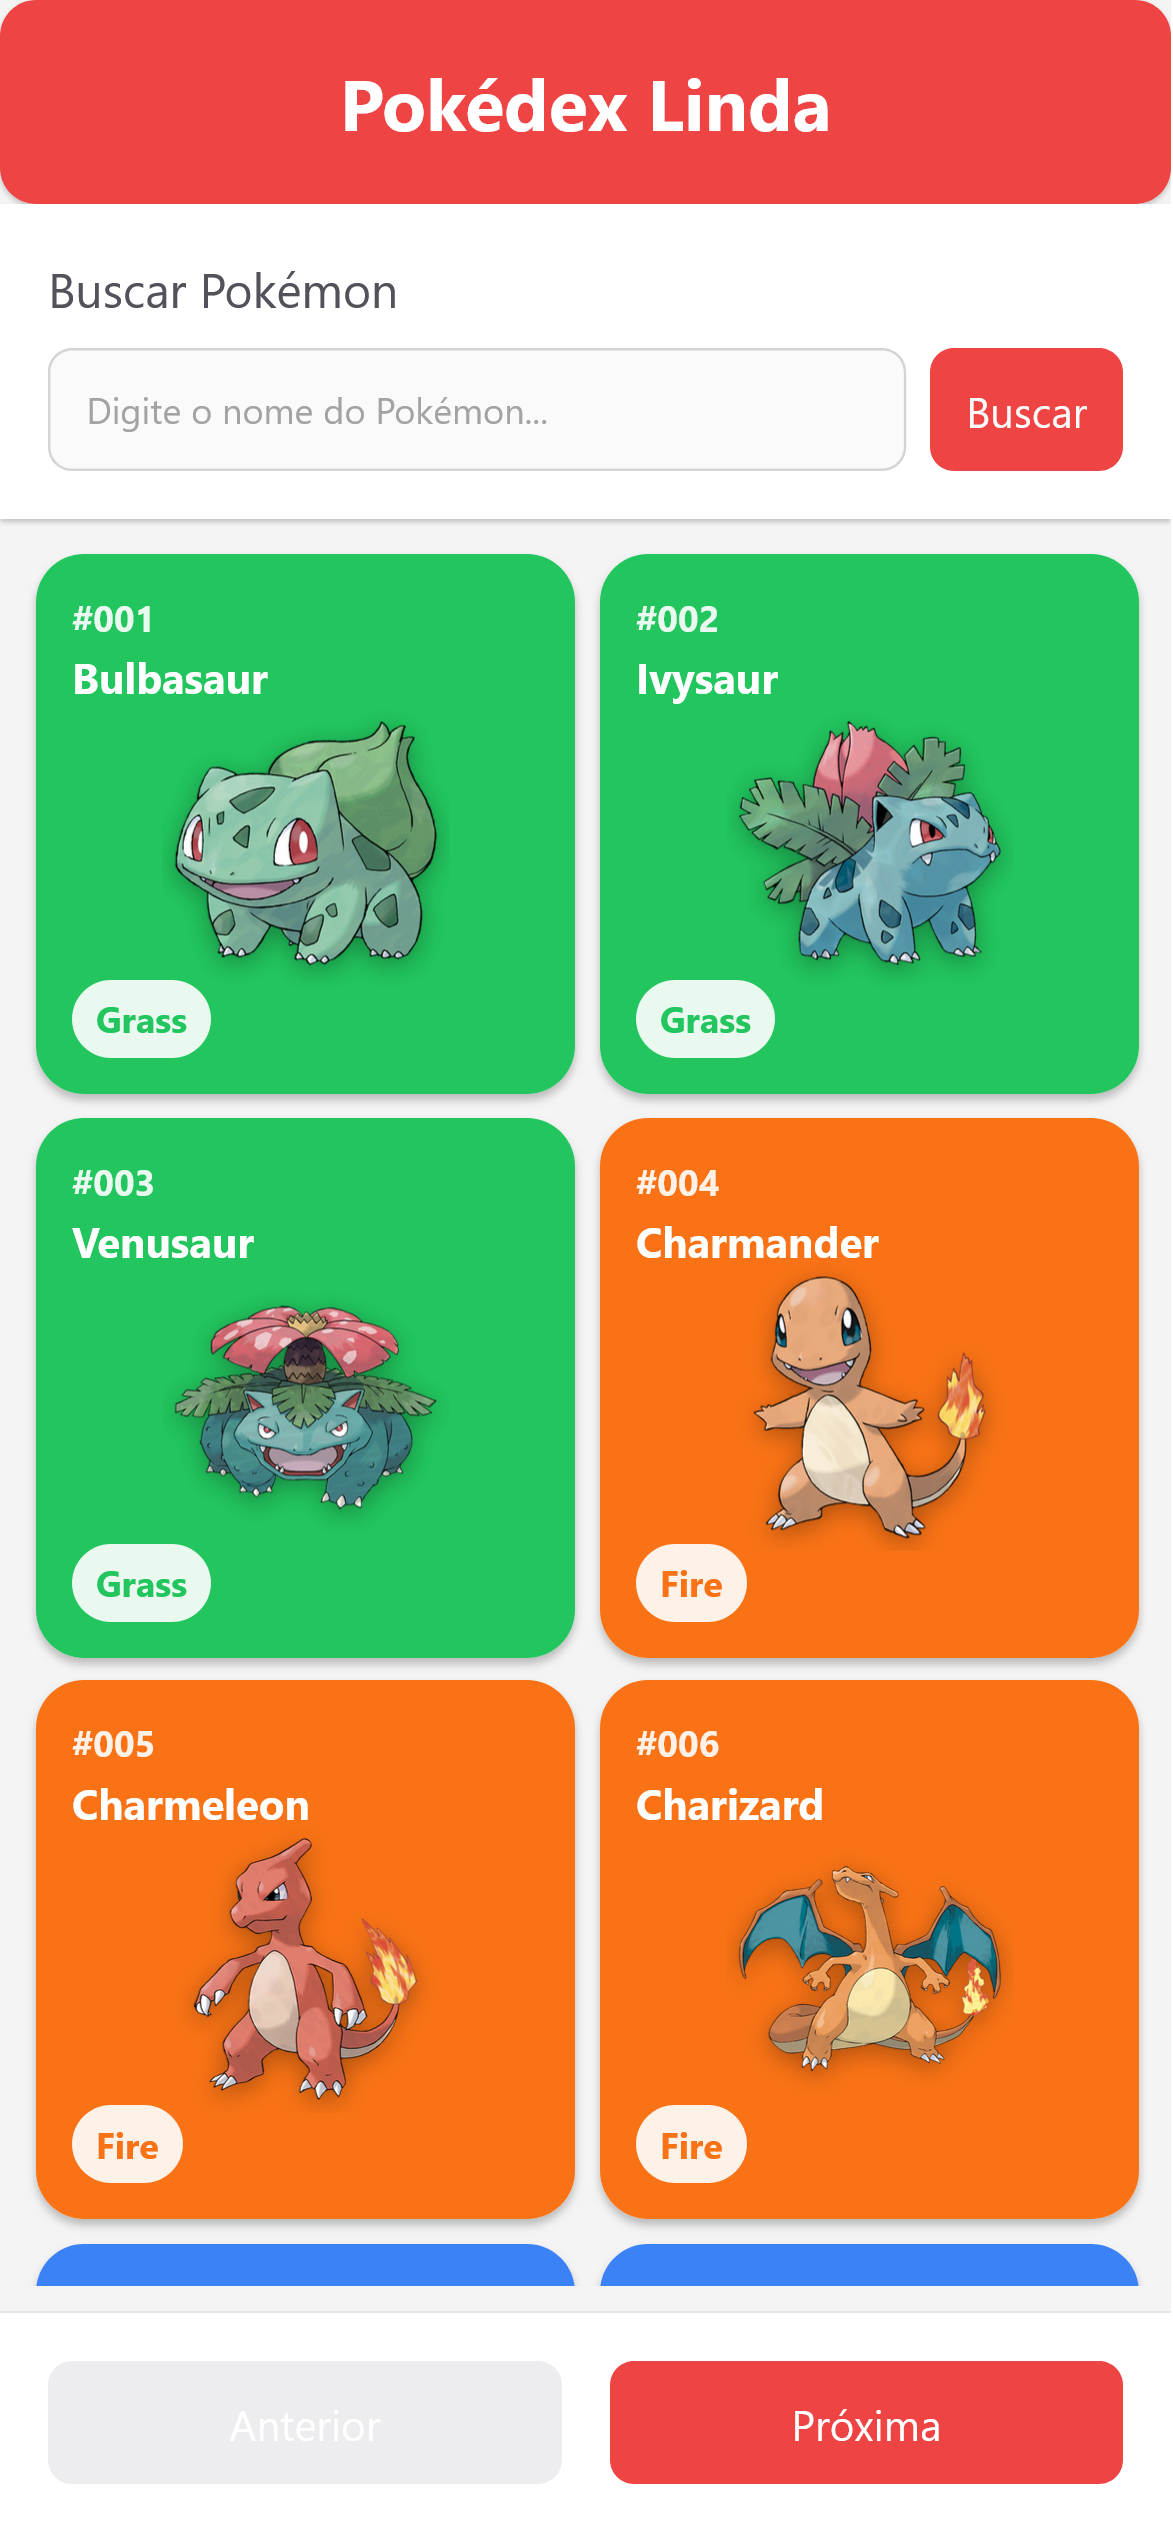 Pokédex Linda
Buscar Pokémon
Digite o nome do Pokémon...
Buscar
#001
Bulbasaur
Grass
#002
Ivysaur
Grass
#003
Venusaur
Grass
#004
Charmander
Fire
#005
Charmeleon
Fire
#006
Charizard
Fire
Anterior
Próxima